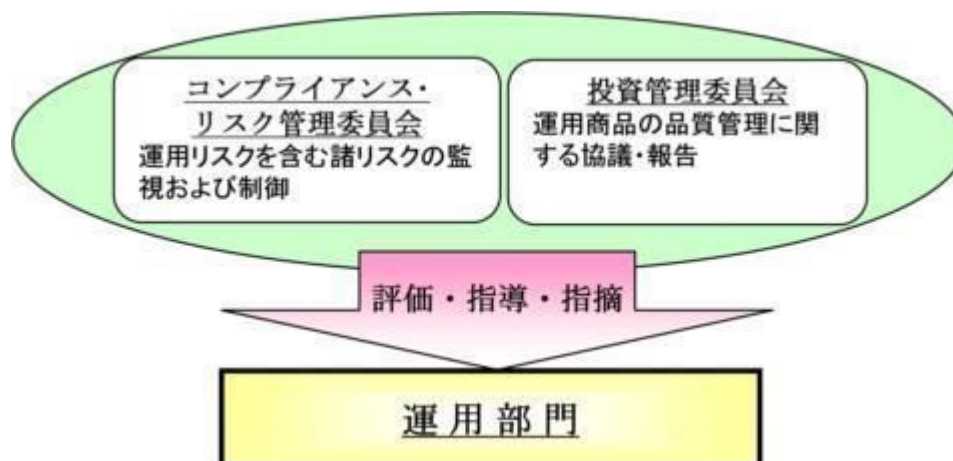 コンプライアンス・
リスク管理委員会
運用リスクを含む諸リスクの監
視および制御
投資管理委員会
運用商品の品質管理に関
する協議・報告
評価・指導・指摘
運用部門